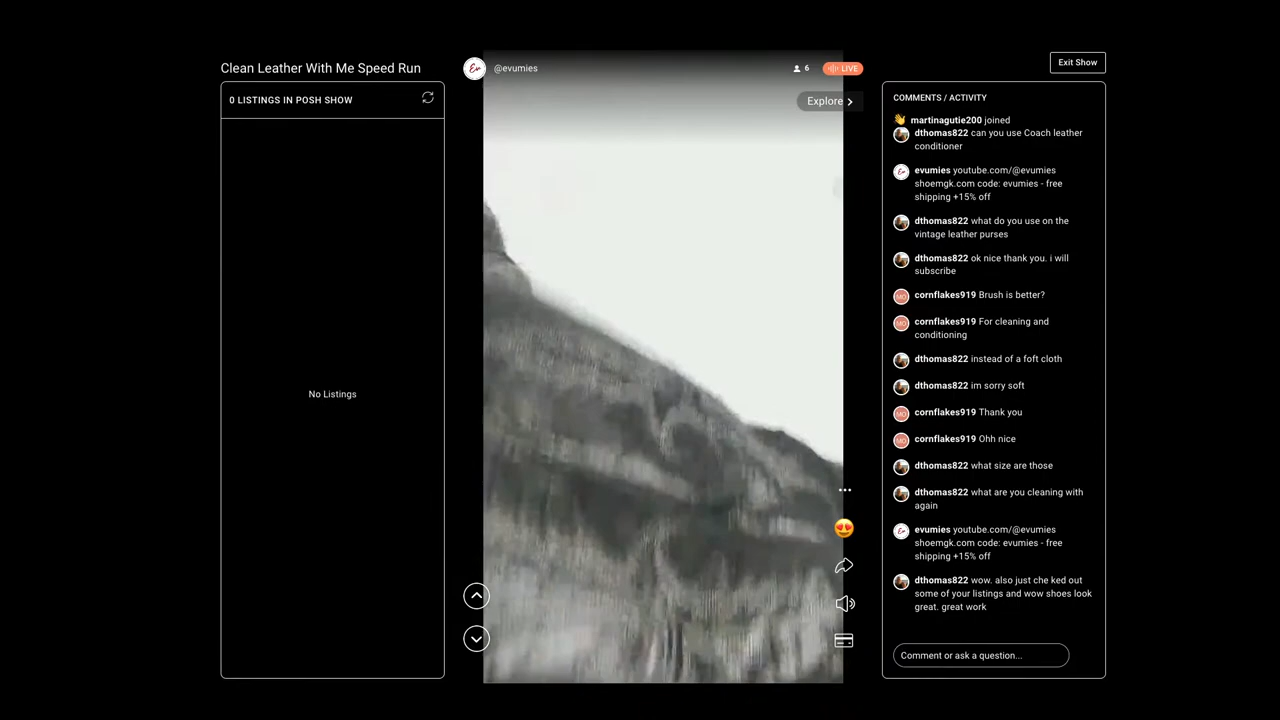 Clean Leather With Me Speed Run
0 LISTINGS IN POSH SHOW
No Listings
Ev
@evumies
6
LIVE
Explore
Exit Show
COMMENTS / ACTIVITY
martinagutie200 joined
dthomas822 can you use Coach leather
conditioner
evumies youtube.com/@evumies
shoemgk.com code: evumies - free
shipping +15% off
dthomas822 what do you use on the
vintage leather purses
dthomas822 ok nice thank you. i will
subscribe
MO
cornflakes919 Brush is better?
MO
cornflakes919 For cleaning and
conditioning
dthomas822 instead of a foft cloth
dthomas822 im sorry soft
MO
cornflakes919 Thank you
MO
cornflakes919 Ohh nice
dthomas822 what size are those
dthomas822 what are you cleaning with
again
evumies youtube.com/@evumies
shoemgk.com code: evumies - free
shipping +15% off
dthomas822 wow. also just che ked out
some of your listings and wow shoes look
great. great work
Comment or ask a question...